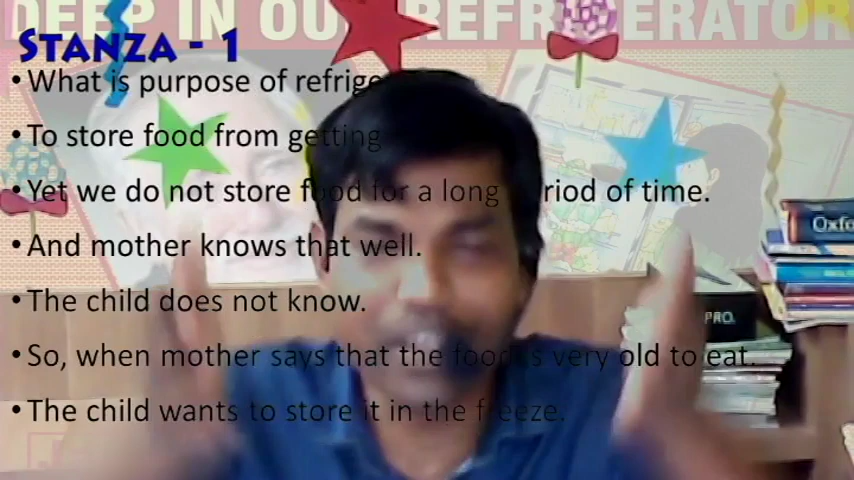 DEEP IN OU REFR ERATOR
STANZA - 1
• What is purpose of refrige
• To store food from getting
• Yet we do not store food for a long riod of time.
• And mother knows that well.
• The child does not know.
• So, when mother says that the food is very old to eat.
• The child wants to store it in the freeze.
Oxfo
PRO.